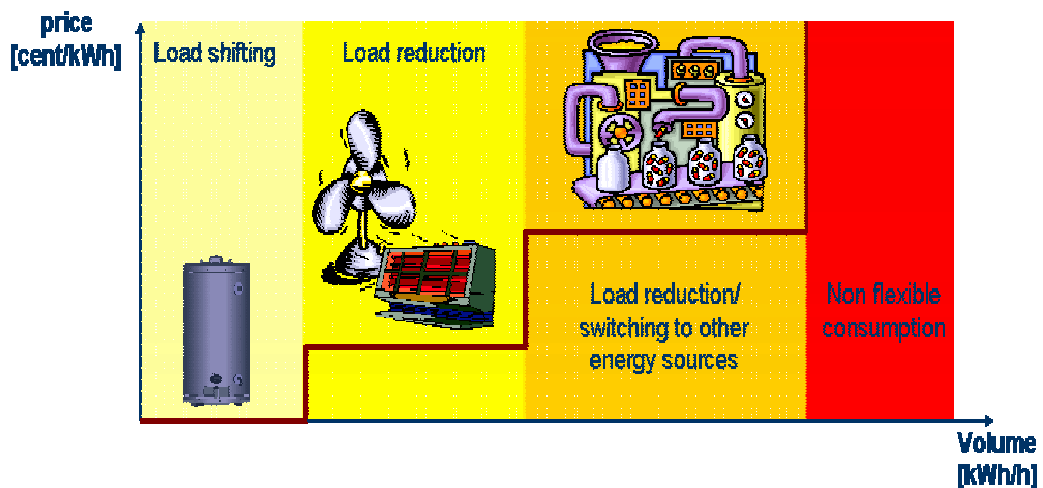 price
[cent/kWh]
Load shifting
Load reduction
Load reduction/
switching to other
energy sources
Non flexible
consumption
Volume
[kWh/h]